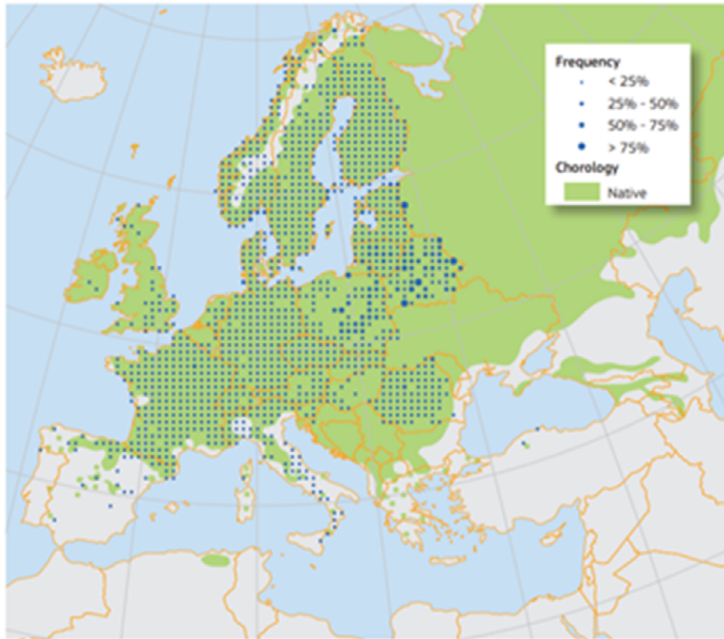 Frequency
< 25%
25% - 50%
50% - 75%
> 75%
Chorology
Native